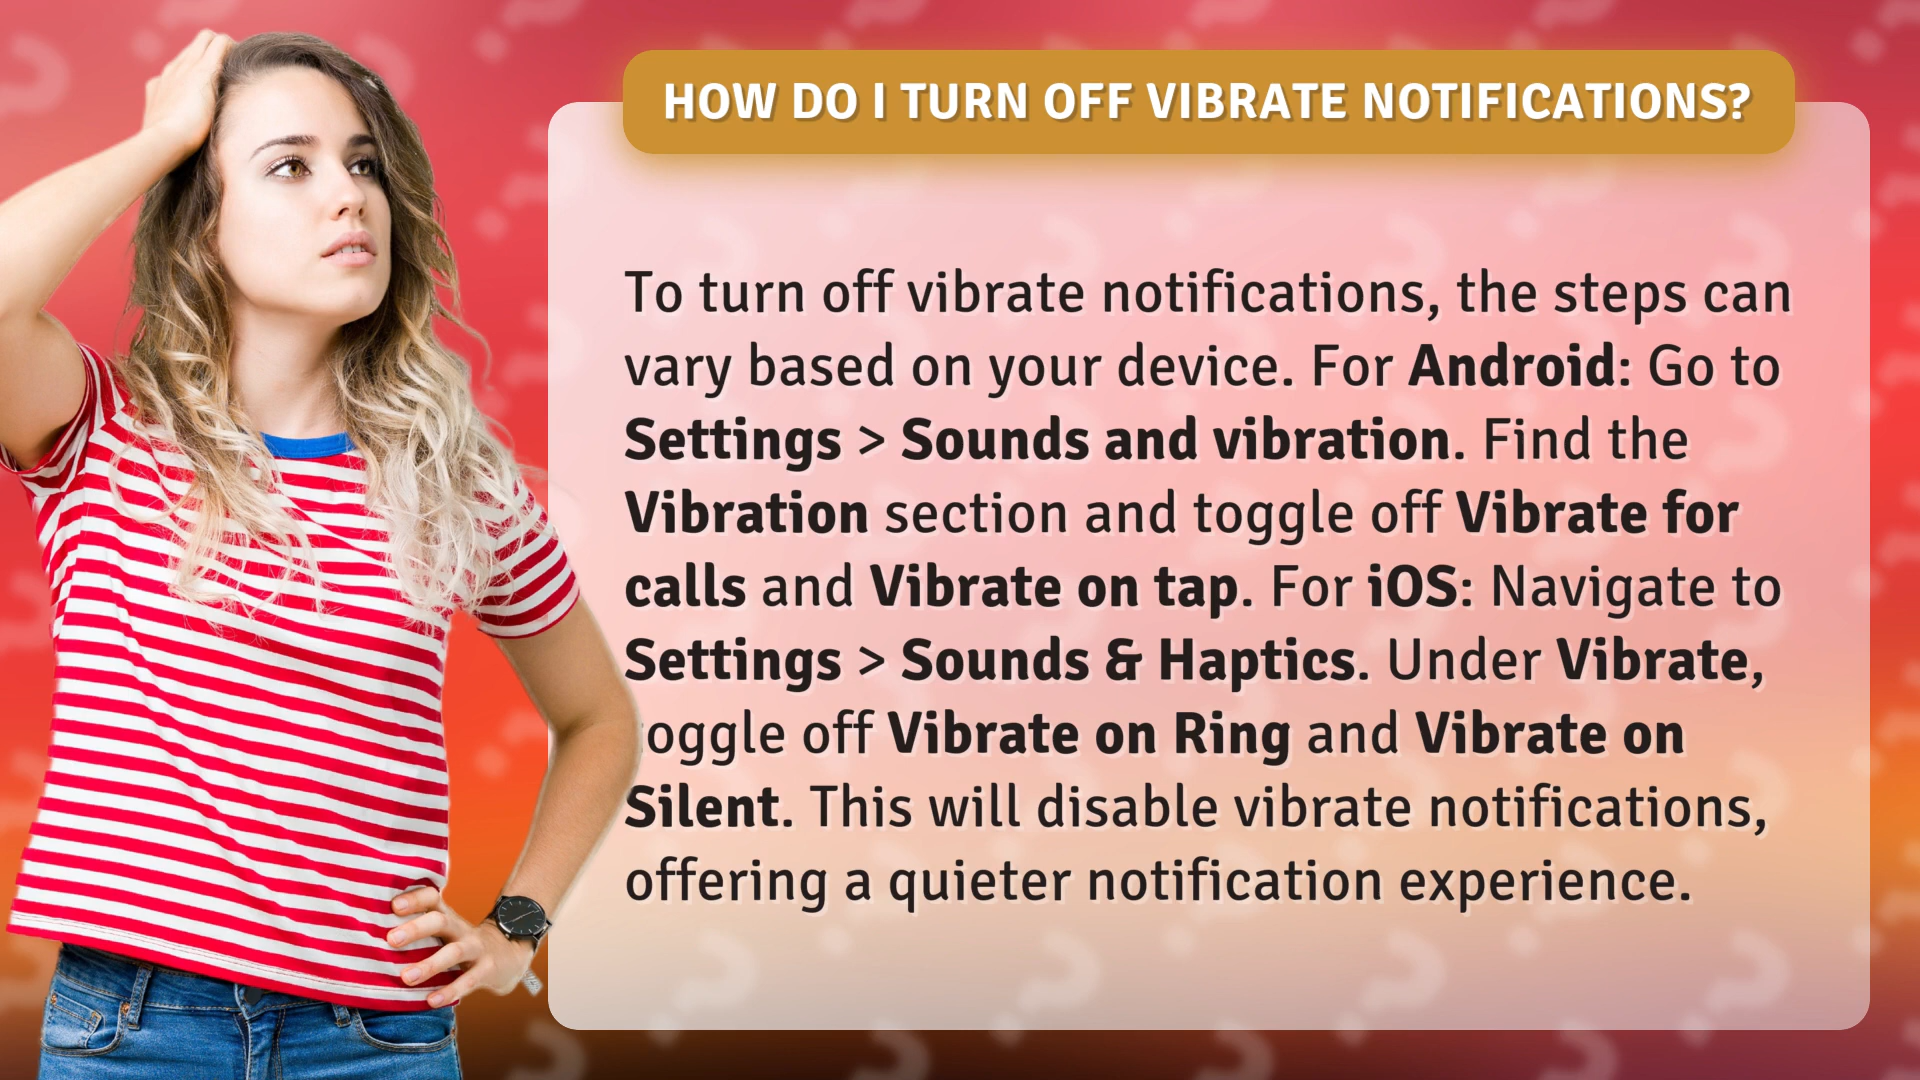 HOW DO I TURN OFF VIBRATE NOTIFICATIONS?
To turn off vibrate notifications, the steps can
vary based on your device. For Android: Go to
Settings > Sounds and vibration. Find the
Vibration section and toggle off Vibrate for
calls and Vibrate on tap. For iOS: Navigate to
Settings > Sounds & Haptics. Under Vibrate,
toggle off Vibrate on Ring and Vibrate on
Silent. This will disable vibrate notifications,
offering a quieter notification experience.